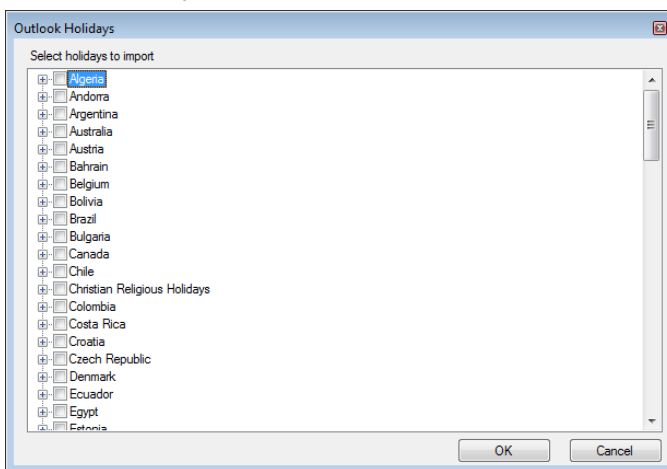 Outlook Holidays
Select holidays to import
Algeria
Andorra
Argentina
Australia
Austria
Bahrain
Belgium
Bolivia
Brazil
Bulgaria
Canada
Chile
Christian Religious Holidays
Colombia
Costa Rica
Croatia
Czech Republic
Denmark
Ecuador
Egypt
Estonia
OK Cancel